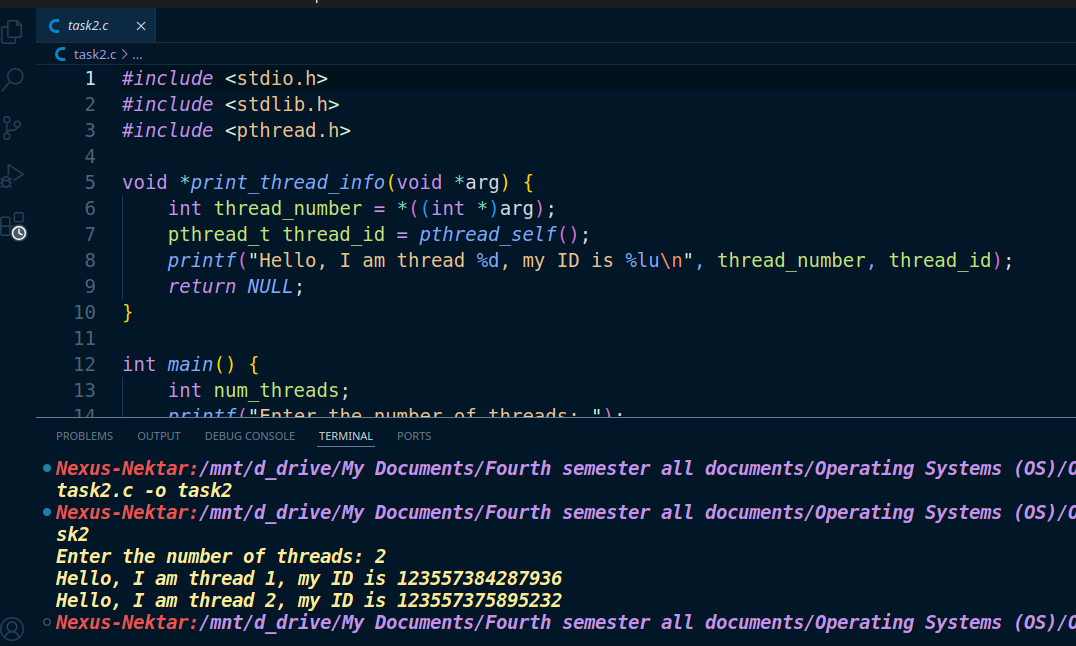 task2.c
task2.c > ...
1 #include <stdio.h>
2 #include <stdlib.h>
3 #include <pthread.h>
4
5 void *print_thread_info(void *arg) {
6 int thread_number = *((int *)arg);
7 pthread_t thread_id = pthread_self();
8 printf("Hello, I am thread %d, my ID is %lu\n", thread_number, thread_id);
9 return NULL;
10 }
11
12 int main() {
13 int num_threads;
14 printf("Enter the number of threads: ");
PROBLEMS OUTPUT DEBUG CONSOLE TERMINAL PORTS
Nexus-Nektar:/mnt/d_drive/My Documents/Fourth semester all documents/Operating Systems (OS)/O
task2.c -o task2
Nexus-Nektar:/mnt/d_drive/My Documents/Fourth semester all documents/Operating Systems (OS)/O
sk2
Enter the number of threads: 2
Hello, I am thread 1, my ID is 123557384287936
Hello, I am thread 2, my ID is 123557375895232
Nexus-Nektar:/mnt/d_drive/My Documents/Fourth semester all documents/Operating Systems (OS)/O